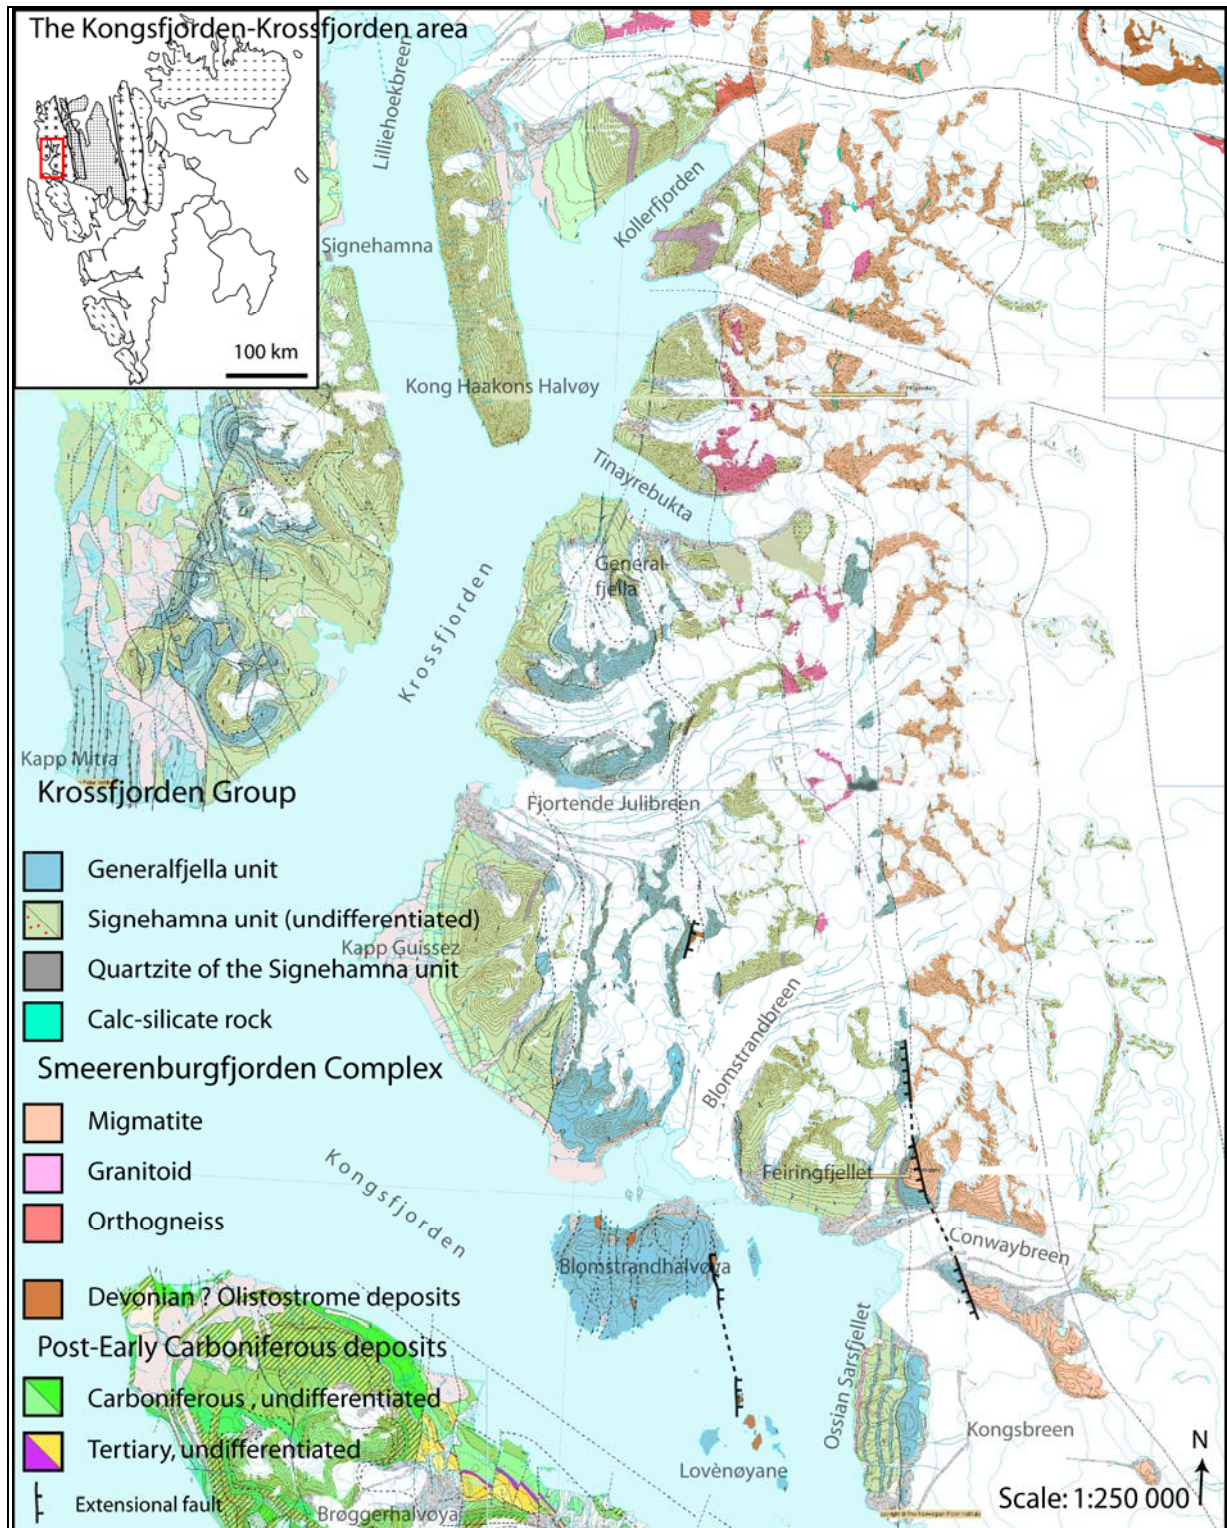 The Kongsfjorden-Krossfjorden area
Lilliehoekbreen
100 km
Signehamna
Kollerfjorden
Kong Haakons Halvøy
Tinayrebukta
General-
fjella
Krossfjorden
Kapp Mitra
Krossfjorden Group
Fjortende Julibreen
Generalfjella unit
Signehamna unit (undifferentiated)
Kapp Guissez
Quartzite of the Signehamna unit
Calc-silicate rock
Blomstrandbreen
Smeerenburgfjorden Complex
Migmatite
Granitoid
Feiringfjellet
Kongsfjorden
Orthogneiss
Conwaybreen
Blomstrandhalvøya
Devonian ? Olistostrome deposits
Post-Early Carboniferous deposits
Ossian Sarsfjellet
Carboniferous , undifferentiated
Kongsbreen
Tertiary, undifferentiated
N
Lovènøyane
Scale: 1:250 000
Extensional fault
Brøggerhalvøya